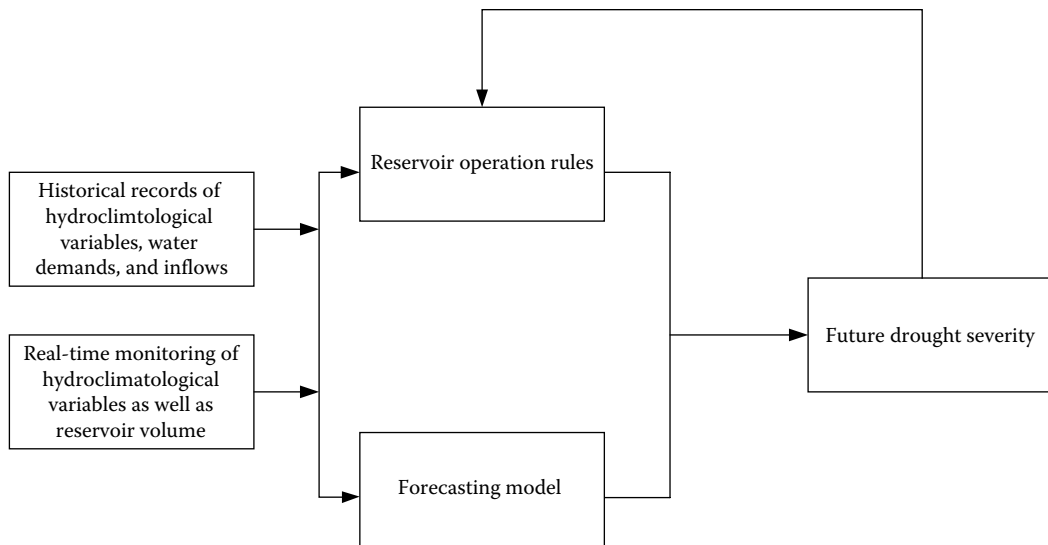 Historical records of
hydroclimtological
variables, water
demands, and inflows
Real-time monitoring of
hydroclimatological
variables as well as
reservoir volume
Reservoir operation rules
Forecasting model
Future drought severity